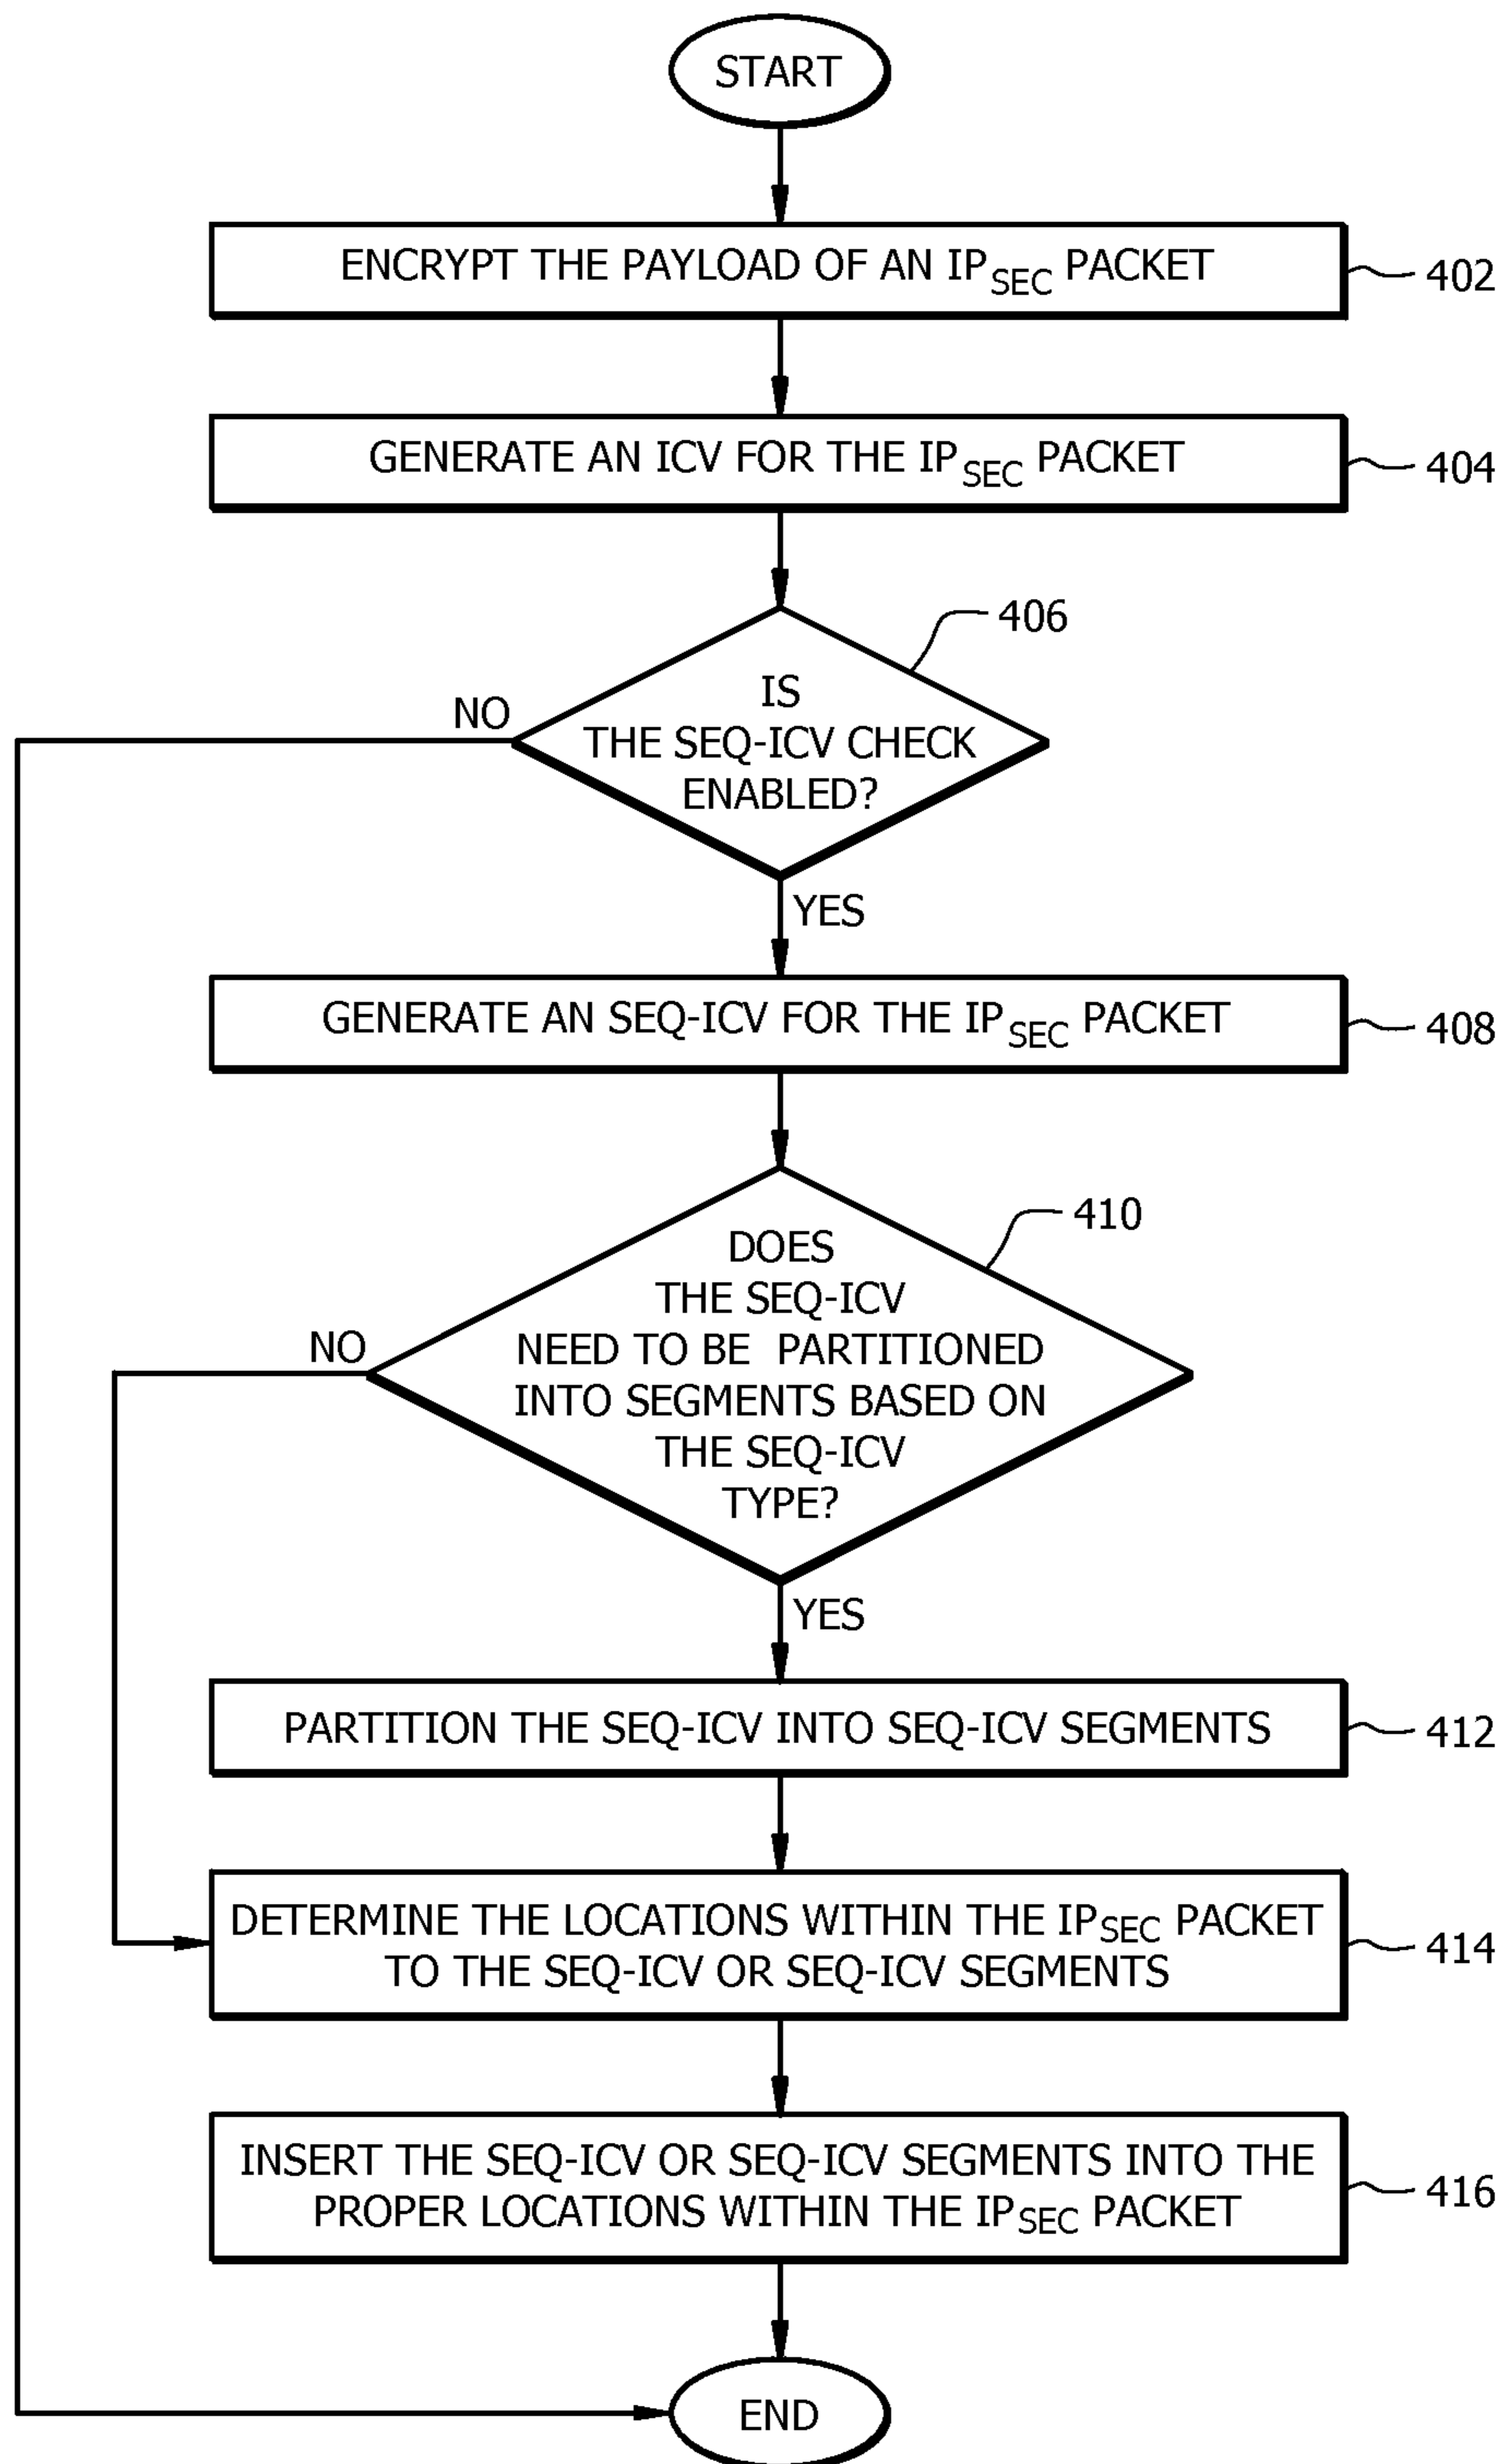 START
ENCRYPT THE PAYLOAD OF AN IPSEC PACKET
402
GENERATE AN ICV FOR THE IPSEC PACKET
404
406
IS
THE SEQ-ICV CHECK
ENABLED?
NO
YES
GENERATE AN SEQ-ICV FOR THE IPSEC PACKET
408
410
DOES
THE SEQ-ICV
NEED TO BE PARTITIONED
INTO SEGMENTS BASED ON
THE SEQ-ICV
TYPE?
NO
YES
PARTITION THE SEQ-ICV INTO SEQ-ICV SEGMENTS
412
DETERMINE THE LOCATIONS WITHIN THE IPSEC PACKET
TO THE SEQ-ICV OR SEQ-ICV SEGMENTS
414
INSERT THE SEQ-ICV OR SEQ-ICV SEGMENTS INTO THE
PROPER LOCATIONS WITHIN THE IPSEC PACKET
416
END